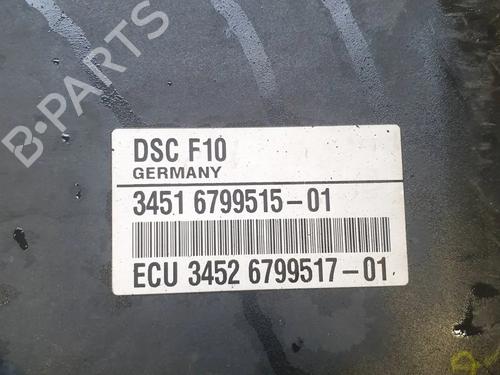 B-PARTS
DSC F10
GERMANY
3451 6799515-01
ECU 3452 6799517-01